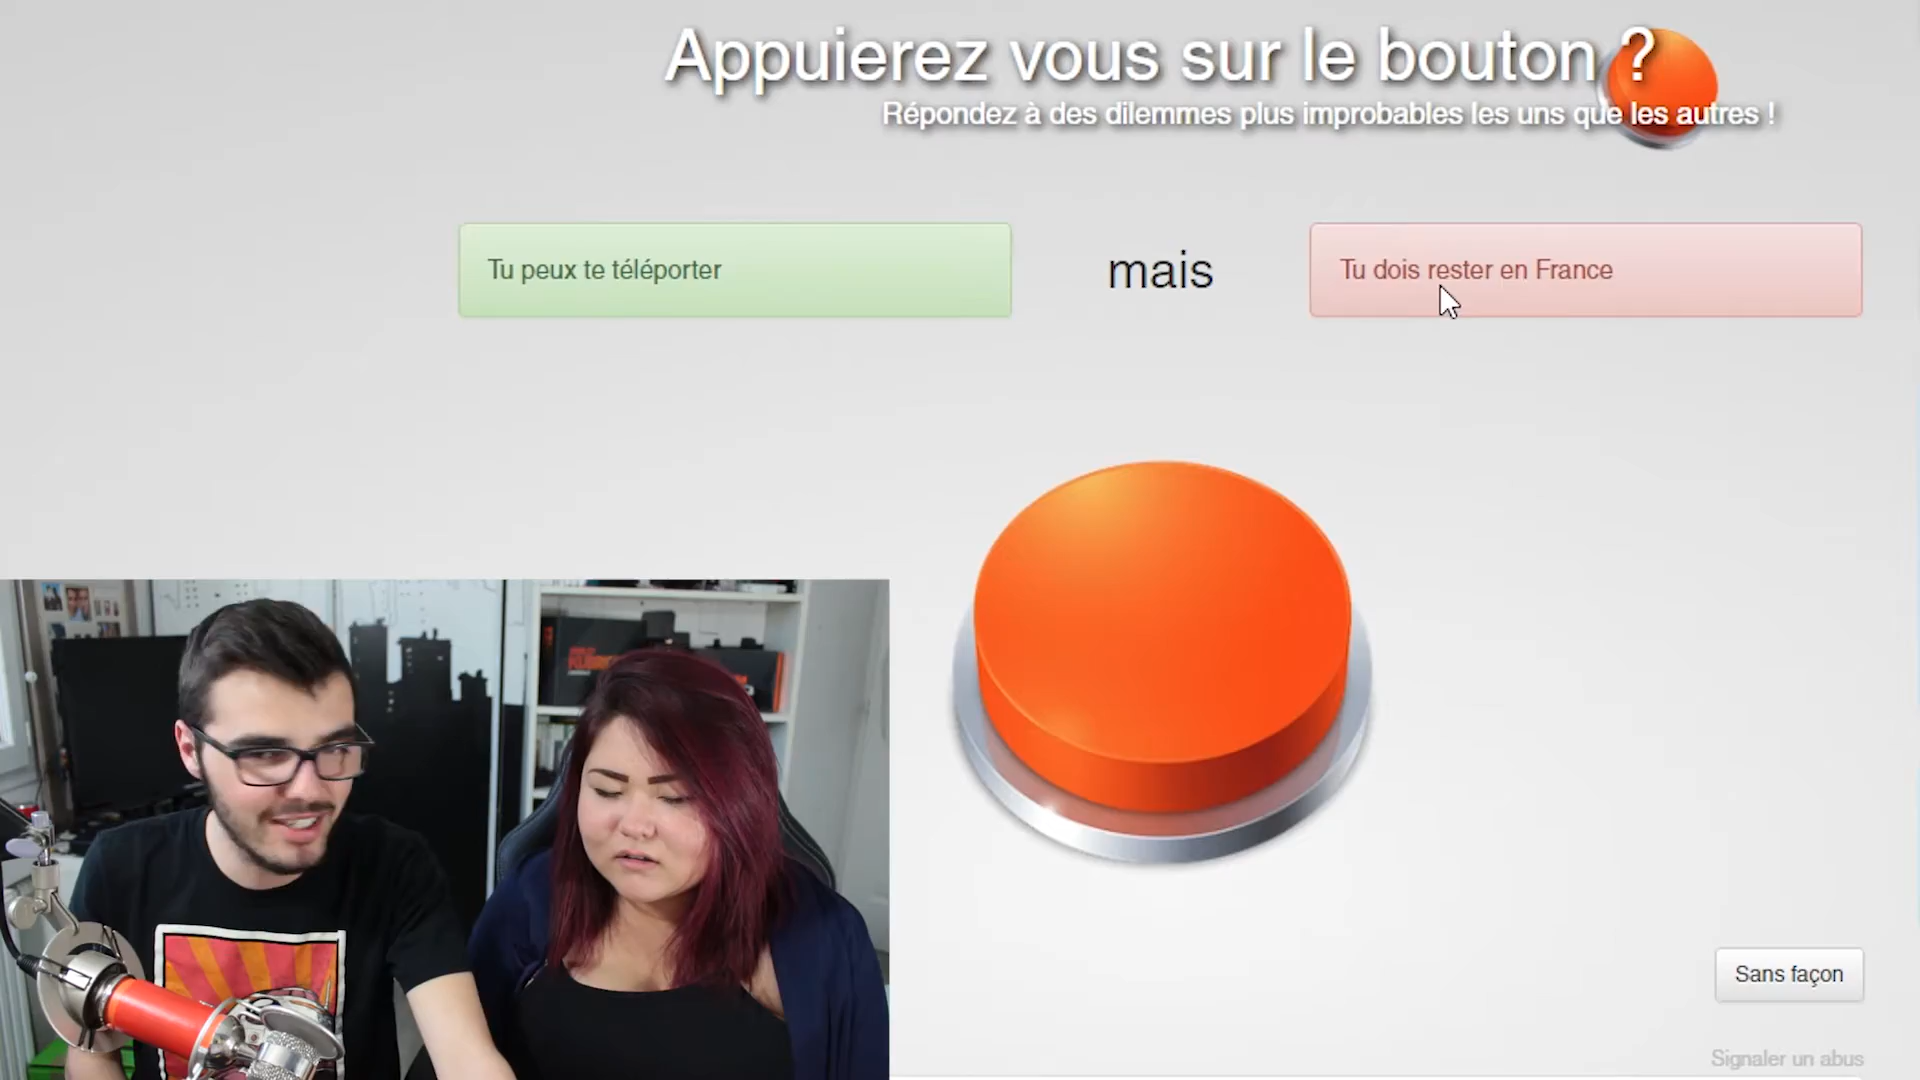 Appuierez vous sur le bouton ?
Répondez à des dilemmes plus improbables les uns que les autres !
Tu peux te téléporter
mais
Tu dois rester en France
Sans façon
Signaler un abus